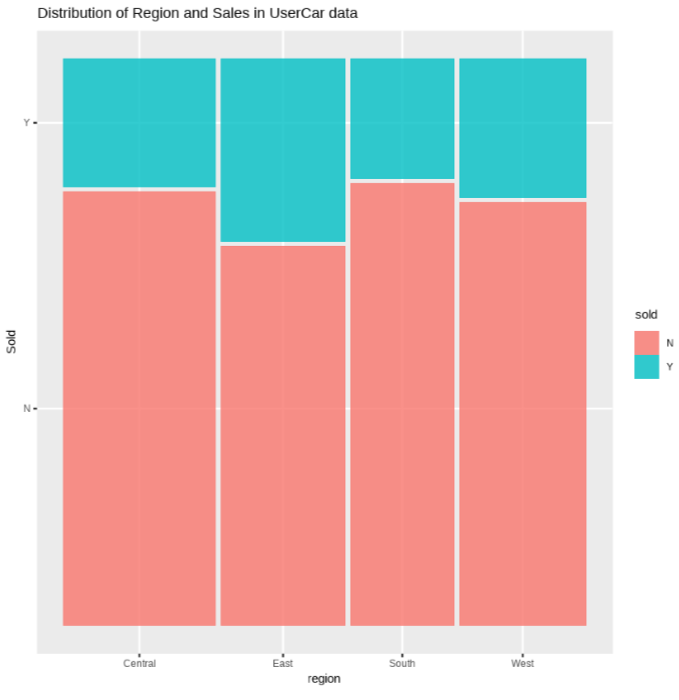 Distribution of Region and Sales in UserCar data
Y
N
Sold
Central East South West
region
sold
N
Y